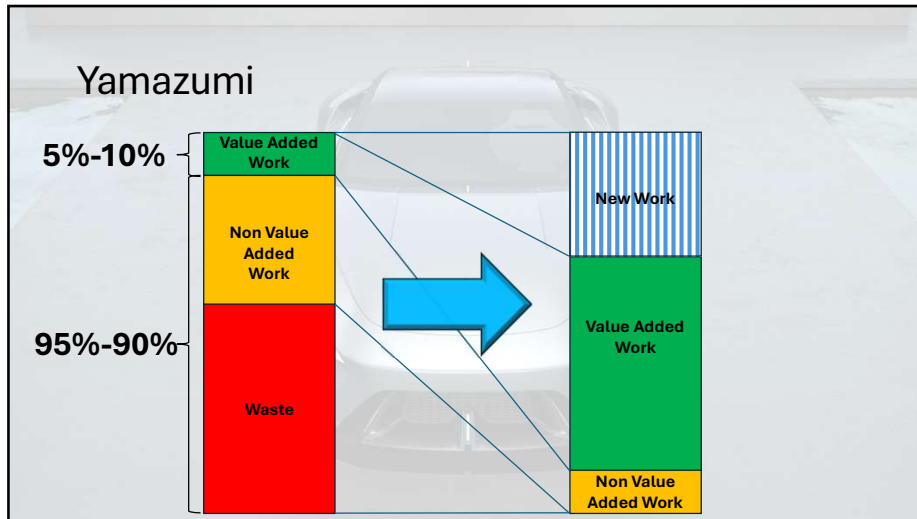 Yamazumi
5%-10%
Value Added
Work
Non Value
Added
Work
95%-90%
Waste
New Work
Value Added
Work
Non Value
Added Work